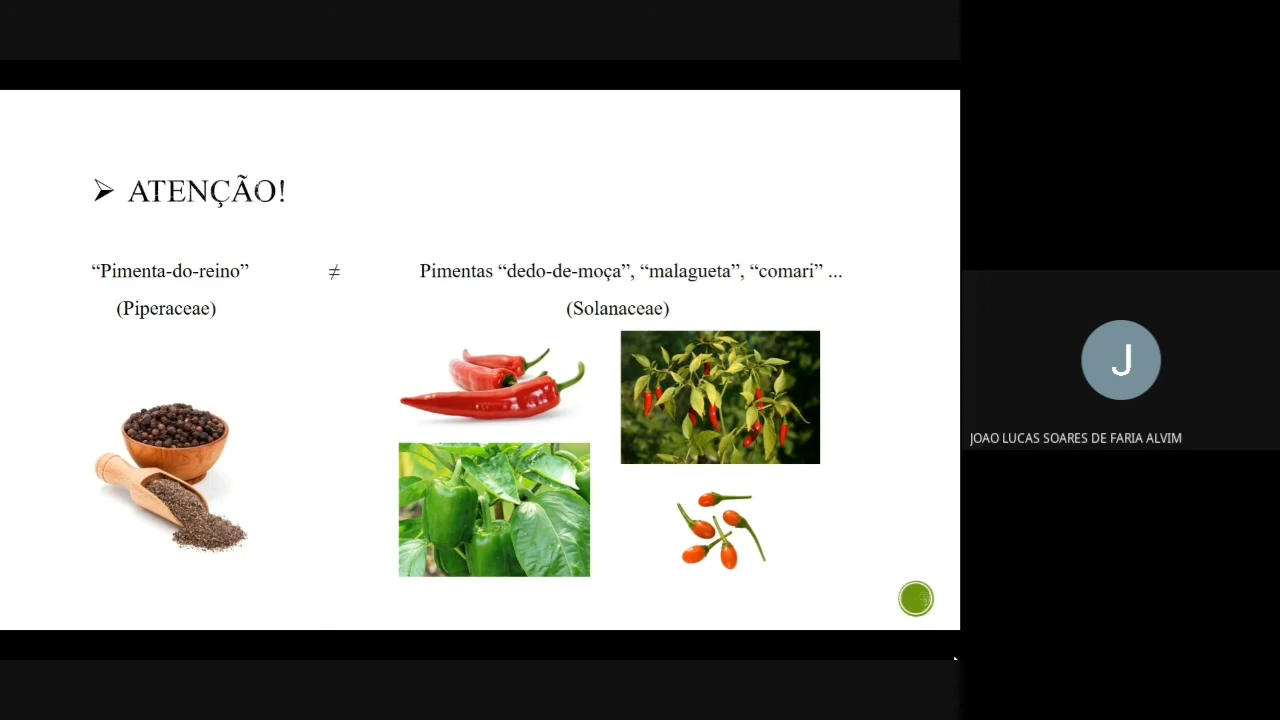 ATENÇÃO!
“Pimenta-do-reino” ≠ Pimentas “dedo-de-moça”, “malagueta”, “comari” ...
(Piperaceae) (Solanaceae)
J
JOAO LUCAS SOARES DE FARIA ALVIM